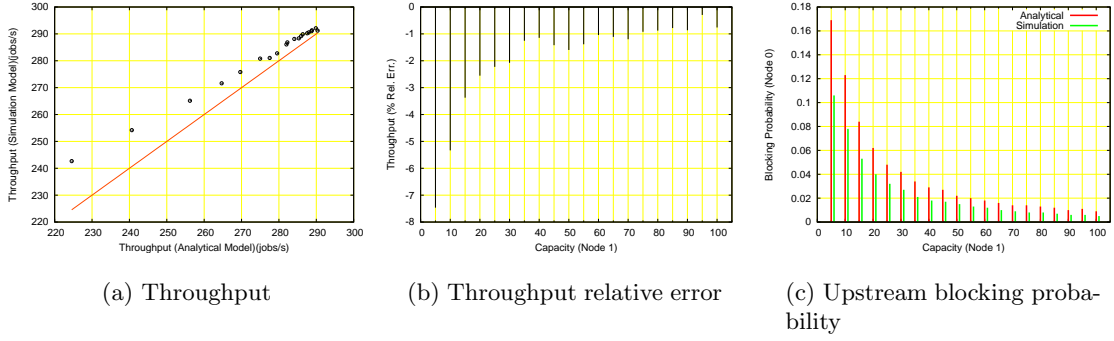 300
290
280
270
260
250
240
230
220
220 230 240 250 260 270 280 290 300
Throughput (Simulation Model)(jobs/s)
Throughput (Analytical Model)(jobs/s)
(a) Throughput
0
-1
-2
-3
-4
-5
-6
-7
-8
0 10 20 30 40 50 60 70 80 90 100
Throughput (% Rel. Err.)
Capacity (Node 1)
(b) Throughput relative error
0.18
0.16
0.14
0.12
0.1
0.08
0.06
0.04
0.02
0
0 10 20 30 40 50 60 70 80 90 100
Blocking Probability (Node 0)
Capacity (Node 1)
Analytical
Simulation
(c) Upstream blocking proba-
bility